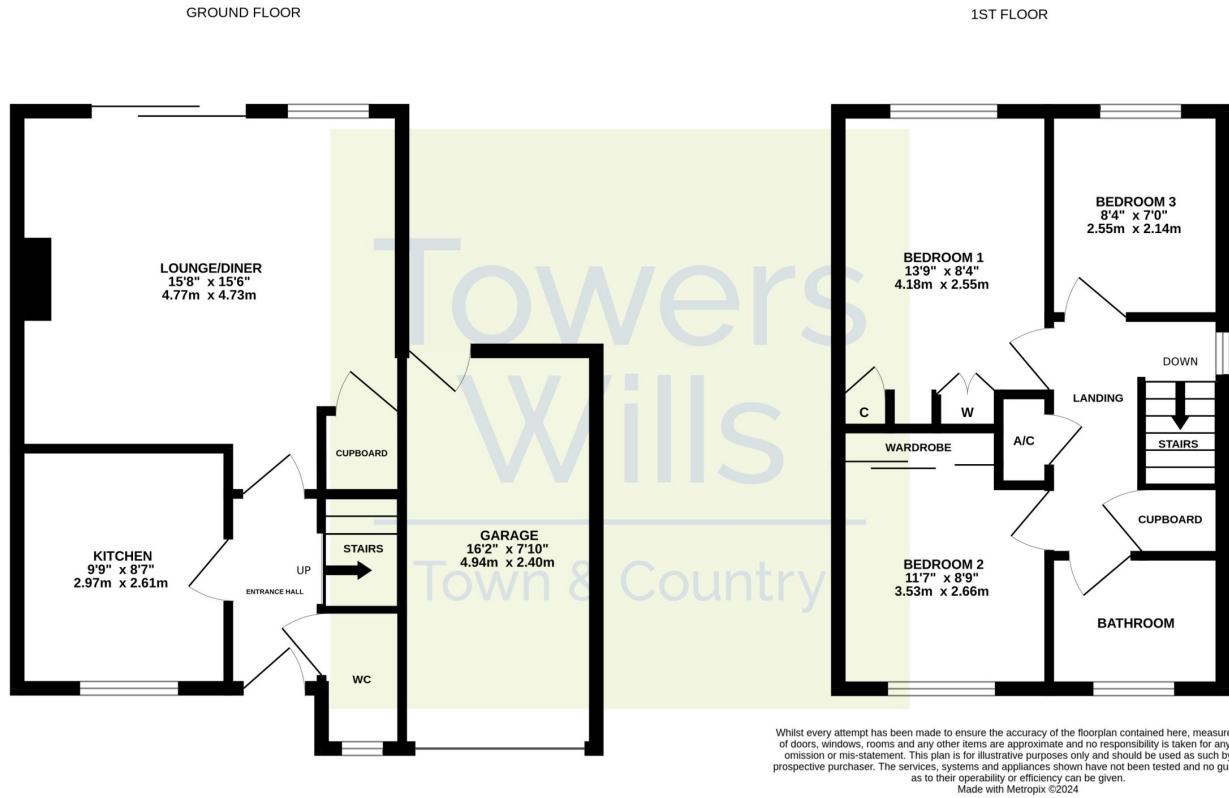 GROUND FLOOR
1ST FLOOR
LOUNGE/DINER
15'8" x 15'6"
4.77m x 4.73m
CUPBOARD
KITCHEN
9'9" x 8'7"
2.97m x 2.61m
UP
ENTRANCE HALL
STAIRS
WC
GARAGE
16'2" x 7'10"
4.94m x 2.40m
BEDROOM 1
13'9" x 8'4"
4.18m x 2.55m
BEDROOM 3
8'4" x 7'0"
2.55m x 2.14m
DOWN
LANDING
STAIRS
C
W
A/C
WARDROBE
CUPBOARD
BEDROOM 2
11'7" x 8'9"
3.53m x 2.66m
BATHROOM
Towers
Wills
Town & Country
Whilst every attempt has been made to ensure the accuracy of the floorplan contained here, measure
of doors, windows, rooms and any other items are approximate and no responsibility is taken for any
omission or mis-statement. This plan is for illustrative purposes only and should be used as such by
prospective purchaser. The services, systems and appliances shown have not been tested and no gu
as to their operability or efficiency can be given.
Made with Metropix ©2024